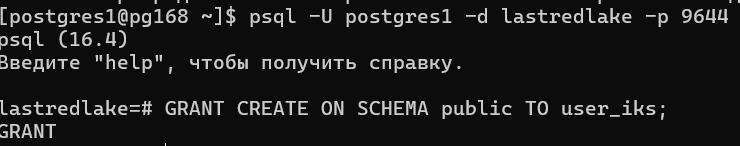 [postgres1@pg168 ~]$ psql -U postgres1 -d lastredlake -p 9644
psql (16.4)
Введите "help", чтобы получить справку.
lastredlake=# GRANT CREATE ON SCHEMA public TO user_iks;
GRANT